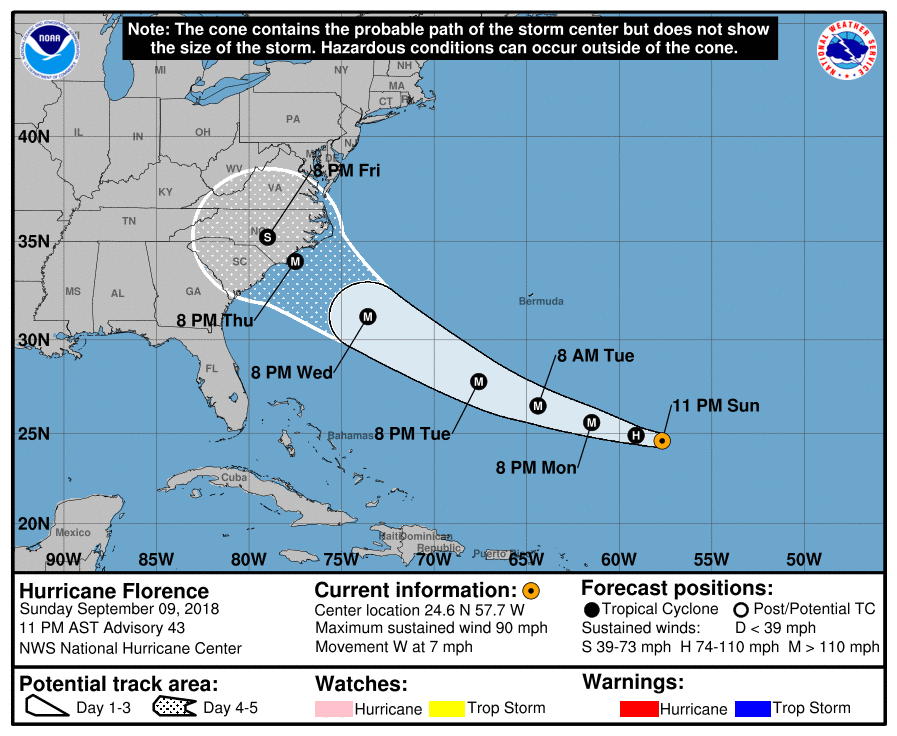 Note: The cone contains the probable path of the storm center but does not show
the size of the storm. Hazardous conditions can occur outside of the cone.
NOAA
NATIONAL WEATHER SERVICE
MI
NY
NH
MA
CT
PA
NJ
IL
IN
OH
40N
DE
WV
8 PM Fri
VA
KY
TN
NC
S
35N
M
SC
MS
AL
GA
Bermuda
M
8 PM Thu
30N
8 AM Tue
FL
8 PM Wed
M
M
11 PM Sun
M
H
25N
Bahamas
8 PM Tue
8 PM Mon
Cuba
20N
Mexico
Haiti
Dominican
Republic
Puerto Rico
90W 85W 80W 75W 70W 65W 60W 55W 50W
Hurricane Florence
Sunday September 09, 2018
11 PM AST Advisory 43
NWS National Hurricane Center
Current information:
Center location 24.6 N 57.7 W
Maximum sustained wind 90 mph
Movement W at 7 mph
Forecast positions:
Tropical Cyclone Post/Potential TC
Sustained winds: D < 39 mph
S 39-73 mph H 74-110 mph M > 110 mph
Potential track area:
Day 1-3 Day 4-5
Watches:
Hurricane Trop Storm
Warnings:
Hurricane Trop Storm